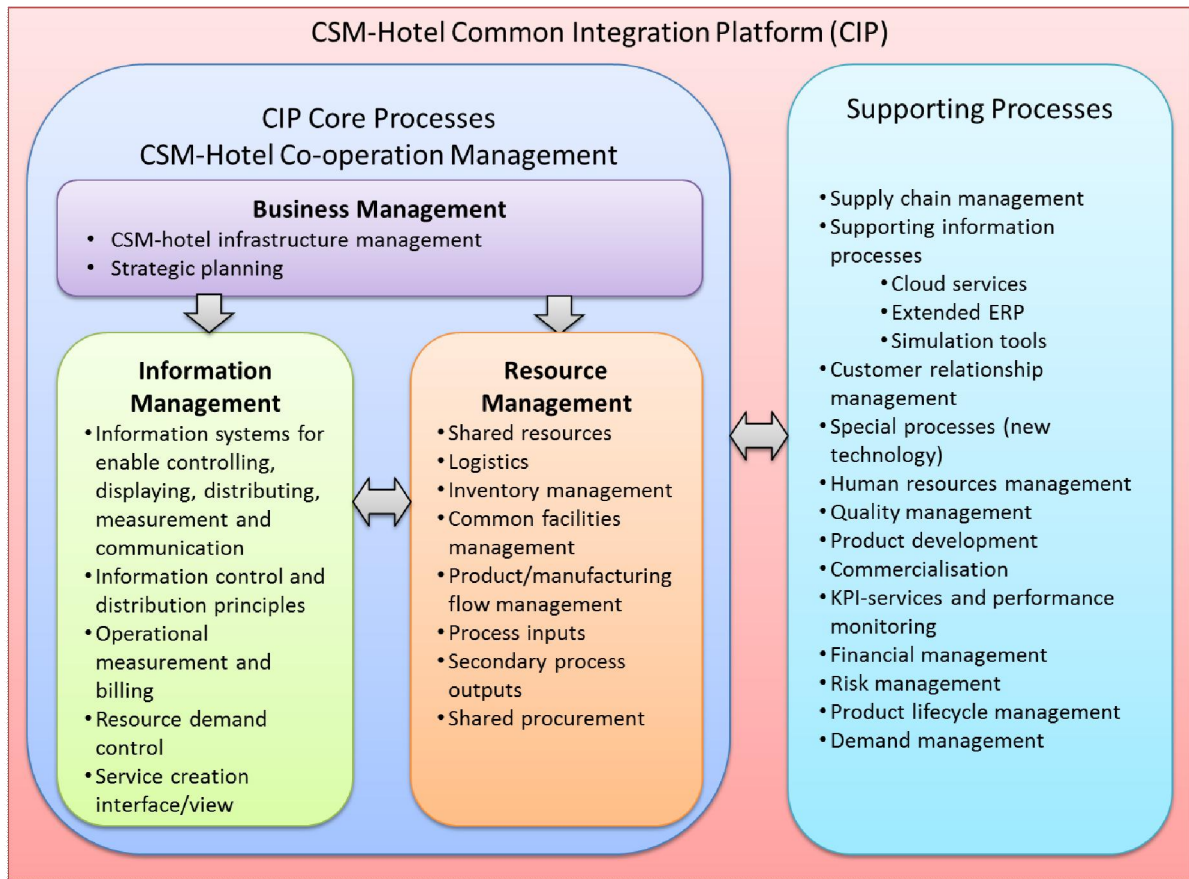 CSM-Hotel Common Integration Platform (CIP)
CIP Core Processes
CSM-Hotel Co-operation Management
Business Management
• CSM-hotel infrastructure management
• Strategic planning
Information
Management
• Information systems for
enable controlling,
displaying, distributing,
measurement and
communication
• Information control and
distribution principles
• Operational
measurement and
billing
• Resource demand
control
• Service creation
interface/view
Resource
Management
• Shared resources
• Logistics
• Inventory management
• Common facilities
management
• Product/manufacturing
flow management
• Process inputs
• Secondary process
outputs
• Shared procurement
Supporting Processes
• Supply chain management
• Supporting information
processes
• Cloud services
• Extended ERP
• Simulation tools
• Customer relationship
management
• Special processes (new
technology)
• Human resources management
• Quality management
• Product development
• Commercialisation
• KPI-services and performance
monitoring
• Financial management
• Risk management
• Product lifecycle management
• Demand management